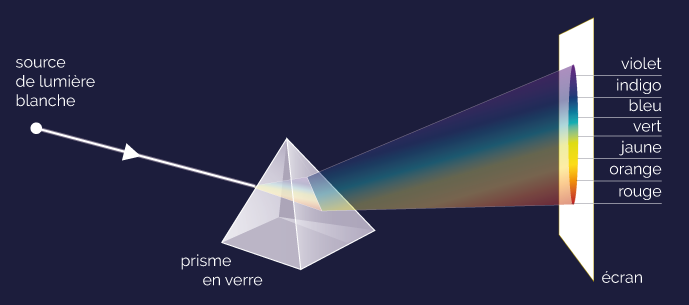 source
de lumière
blanche
violet
indigo
bleu
vert
jaune
orange
rouge
prisme
en verre
écran